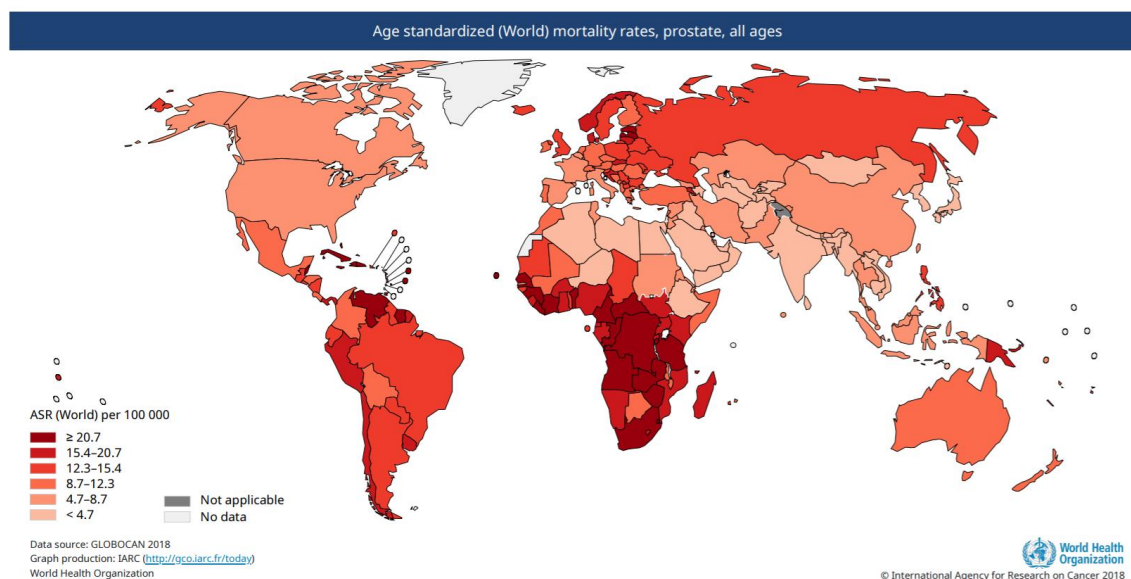 Age standardized (World) mortality rates, prostate, all ages
ASR (World) per 100 000
≥ 20.7
15.4–20.7
12.3–15.4
8.7–12.3
4.7–8.7
< 4.7
Not applicable
No data
Data source: GLOBOCAN 2018
Graph production: IARC (http://gco.iarc.fr/today)
World Health Organization
World Health
Organization
© International Agency for Research on Cancer 2018